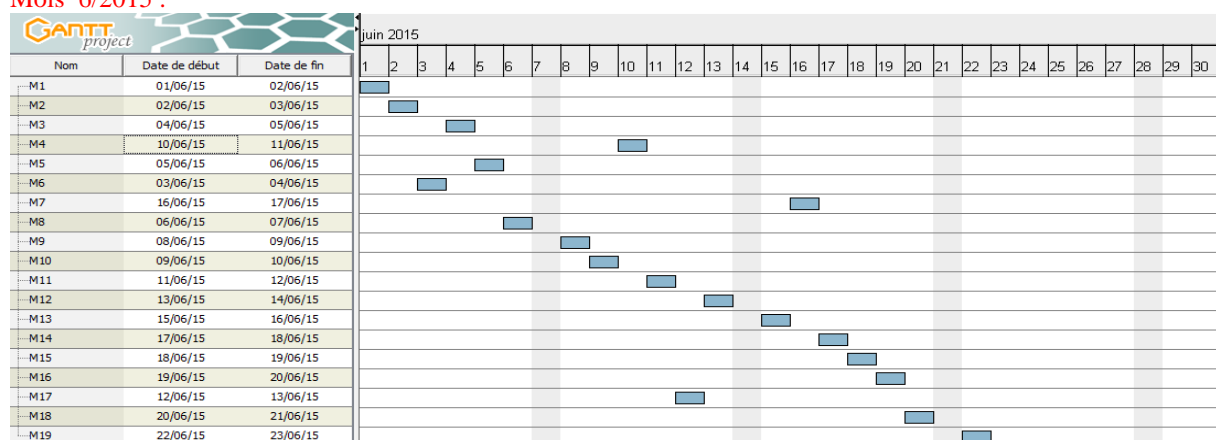 Mois 6/2015 :
GANTT
project
juin 2015
Nom Date de début Date de fin 1 2 3 4 5 6 7 8 9 10 11 12 13 14 15 16 17 18 19 20 21 22 23 24 25 26 27 28 29 30
M1 01/06/15 02/06/15
M2 02/06/15 03/06/15
M3 04/06/15 05/06/15
M4 10/06/15 11/06/15
M5 05/06/15 06/06/15
M6 03/06/15 04/06/15
M7 16/06/15 17/06/15
M8 06/06/15 07/06/15
M9 08/06/15 09/06/15
M10 09/06/15 10/06/15
M11 11/06/15 12/06/15
M12 13/06/15 14/06/15
M13 15/06/15 16/06/15
M14 17/06/15 18/06/15
M15 18/06/15 19/06/15
M16 19/06/15 20/06/15
M17 12/06/15 13/06/15
M18 20/06/15 21/06/15
M19 22/06/15 23/06/15